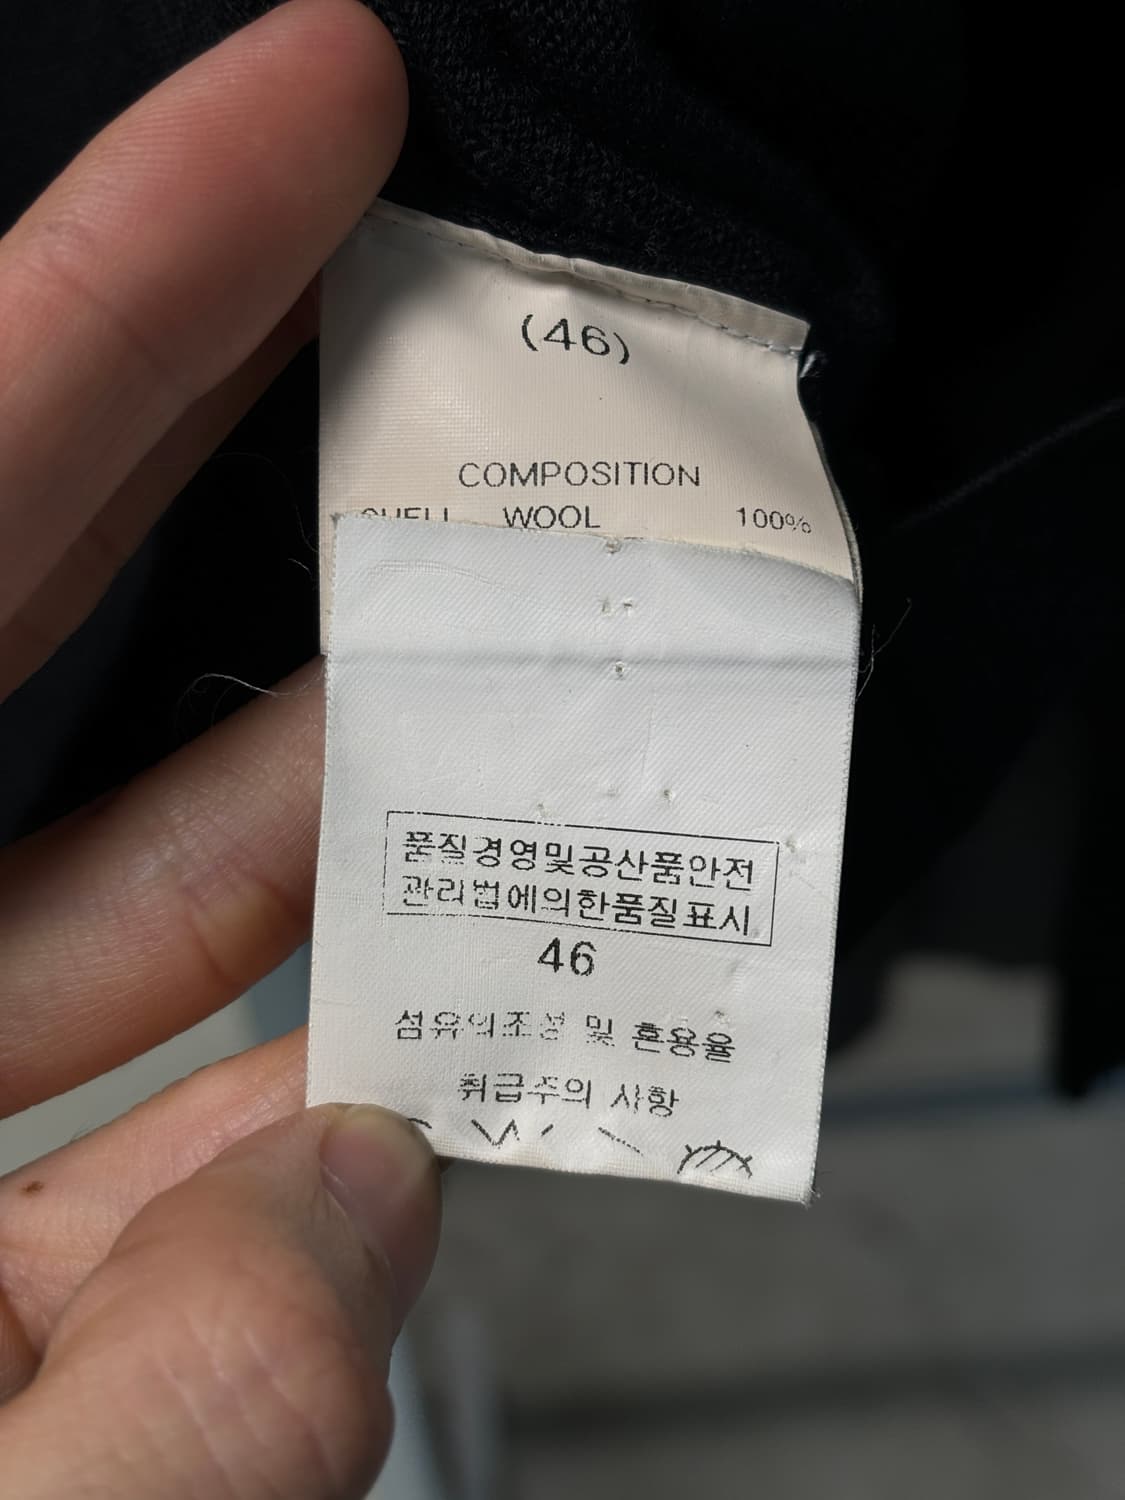 (46)
COMPOSITION
SHELL WOOL 100%
품질경영및공산품안전
관리법에의한품질표시
46
섬유의조성 및 혼용율
취급주의 사항